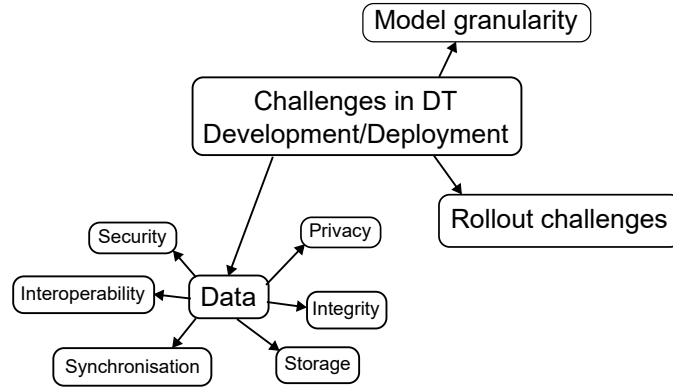 Model granularity
Challenges in DT
Development/Deployment
Rollout challenges
Privacy
Security
Interoperability
Data
Integrity
Synchronisation
Storage